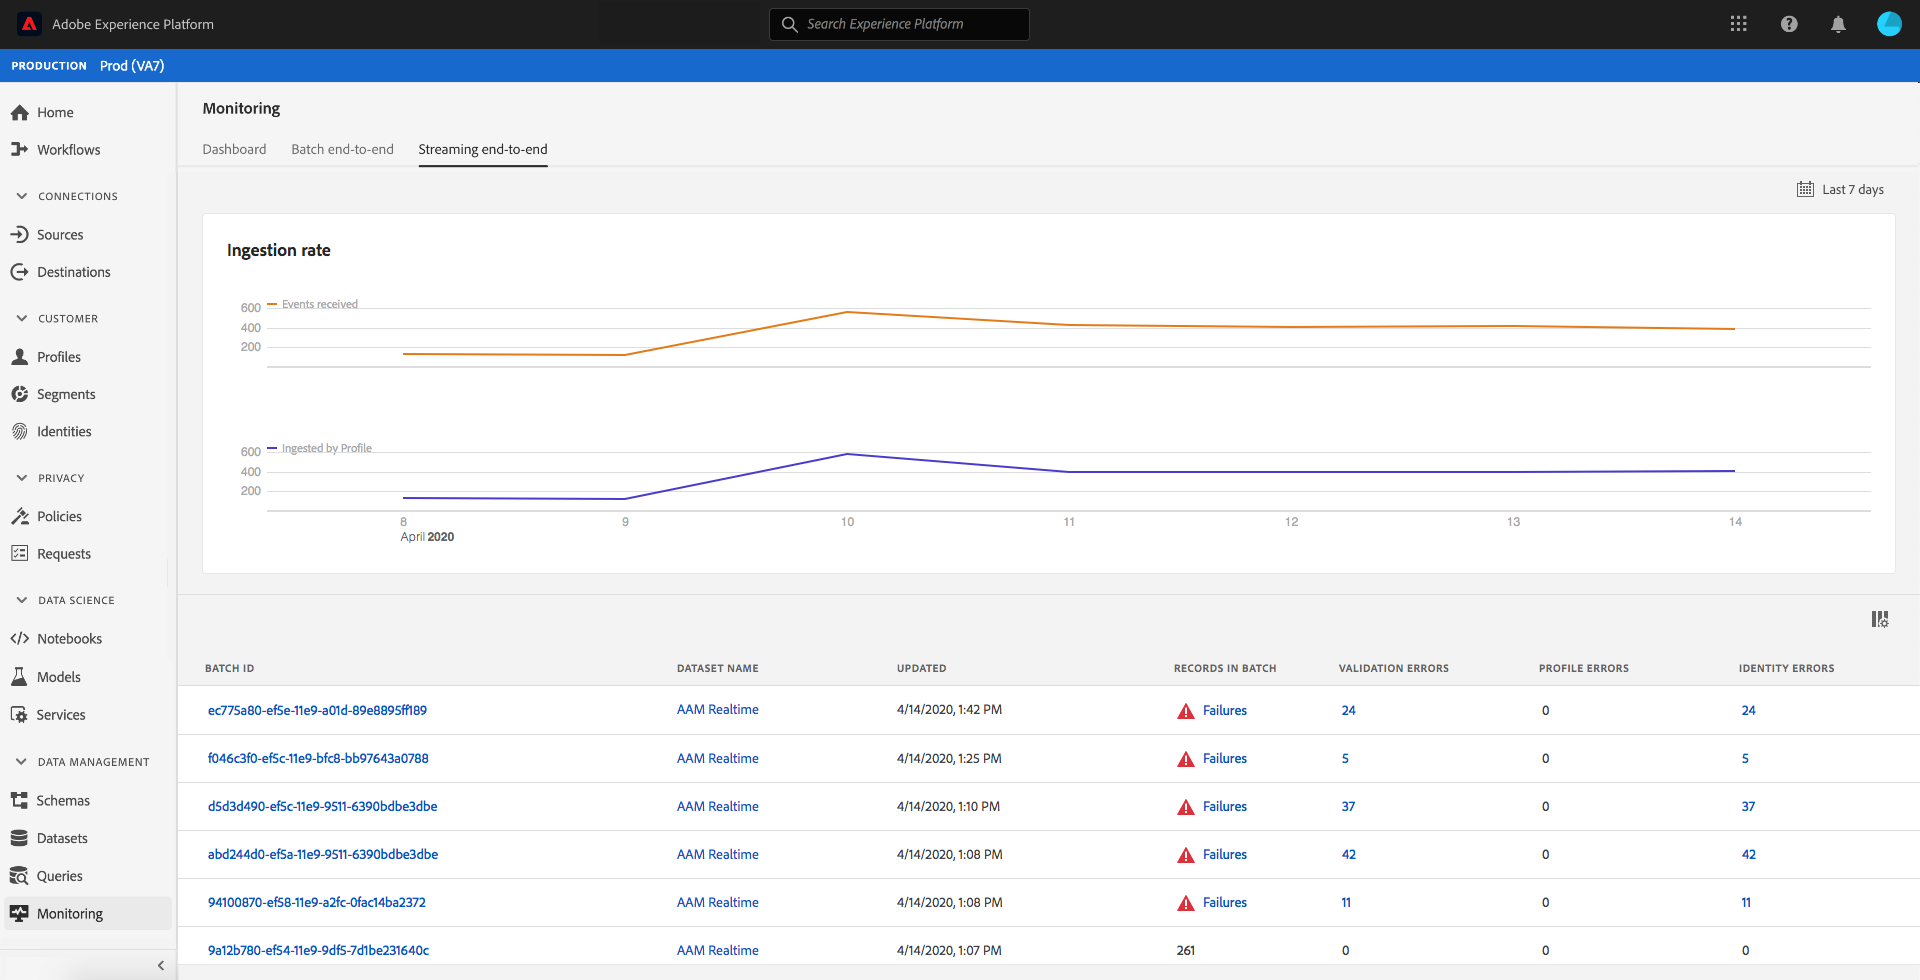 Adobe Experience Platform
Search Experience Platform
PRODUCTION Prod (VA7)
Home
Workflows
CONNECTIONS
Sources
Destinations
CUSTOMER
Profiles
Segments
Identities
PRIVACY
Policies
Requests
DATA SCIENCE
Notebooks
Models
Services
DATA MANAGEMENT
Schemas
Datasets
Queries
Monitoring
Monitoring
Dashboard Batch end-to-end Streaming end-to-end
Last 7 days
Ingestion rate
Events received
600
400
200
Ingested by Profile
600
400
200
8 9 10 11 12 13 14
April 2020
BATCH ID DATASET NAME UPDATED RECORDS IN BATCH VALIDATION ERRORS PROFILE ERRORS IDENTITY ERRORS
ec775a80-ef5e-11e9-a01d-89e8895ff189 AAM Realtime 4/14/2020, 1:42 PM Failures 24 0 24
f046c3f0-ef5c-11e9-bfc8-bb97643a0788 AAM Realtime 4/14/2020, 1:25 PM Failures 5 0 5
d5d3d490-ef5c-11e9-9511-6390bdbe3dbe AAM Realtime 4/14/2020, 1:10 PM Failures 37 0 37
abd244d0-ef5a-11e9-9511-6390bdbe3dbe AAM Realtime 4/14/2020, 1:08 PM Failures 42 0 42
94100870-ef58-11e9-a2fc-0fac14ba2372 AAM Realtime 4/14/2020, 1:08 PM Failures 11 0 11
9a12b780-ef54-11e9-9df5-7d1be231640c AAM Realtime 4/14/2020, 1:07 PM 261 0 0 0